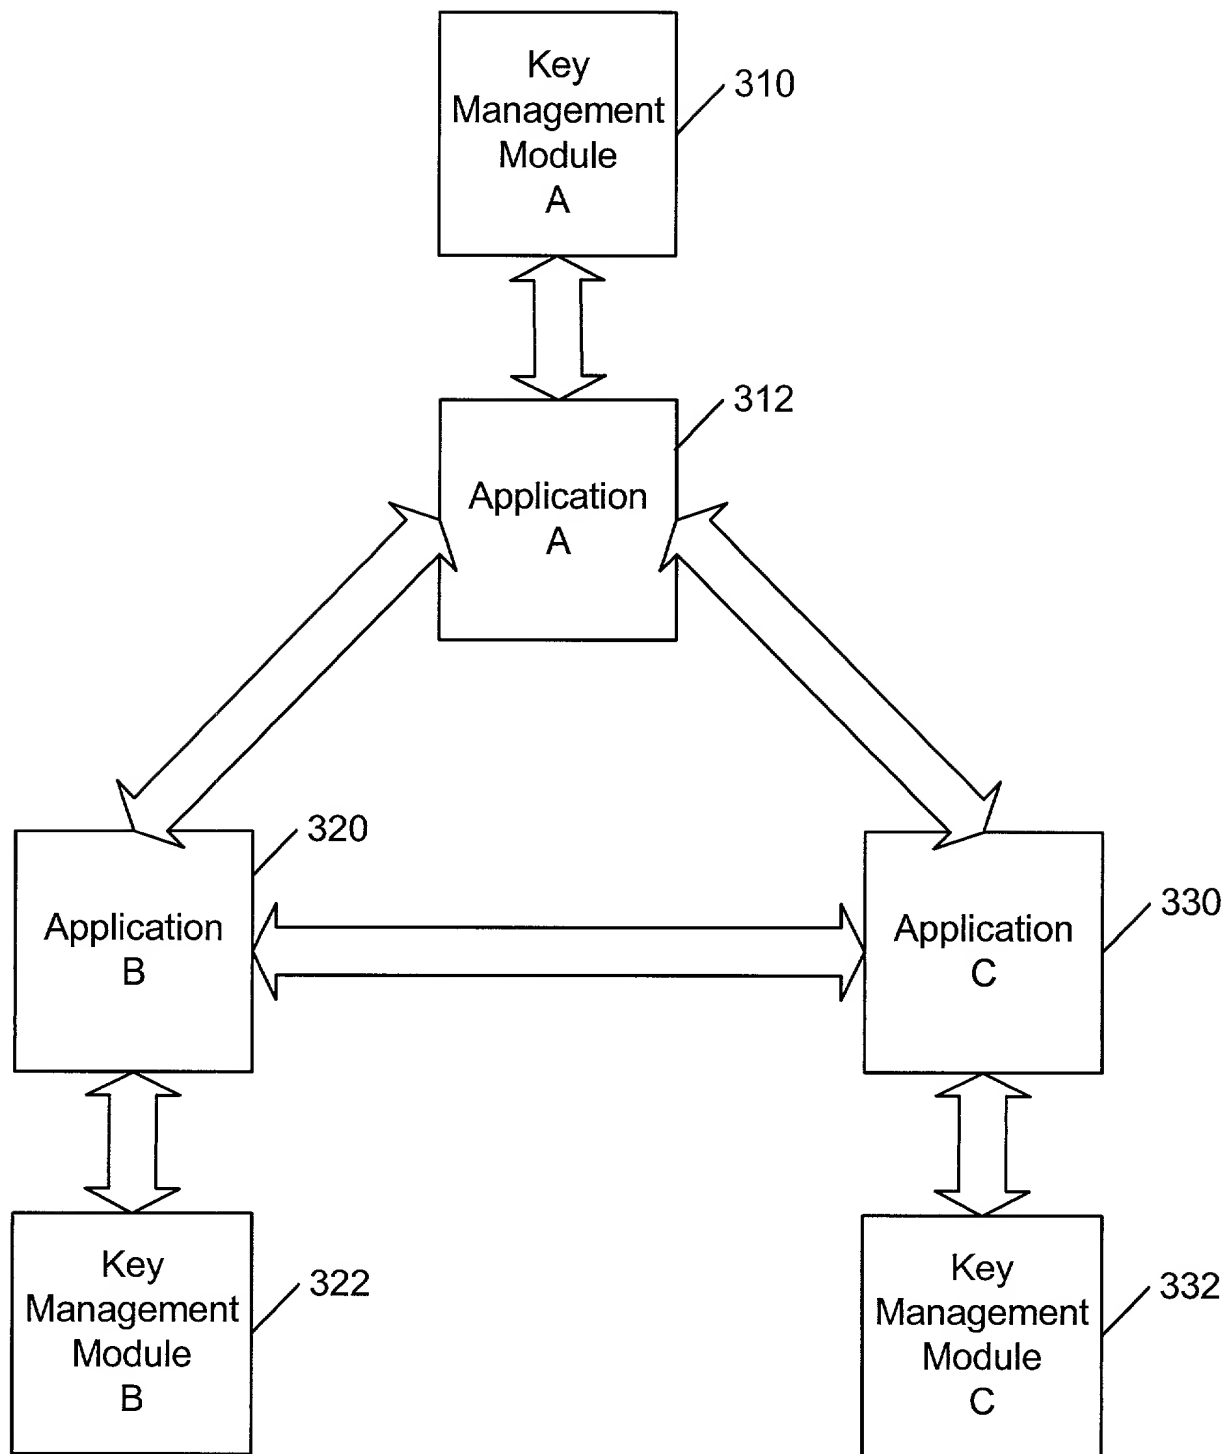 Key
Management
Module
A
310
312
Application
A
320
Application
B
330
Application
C
Key
Management
Module
B
322
Key
Management
Module
C
332